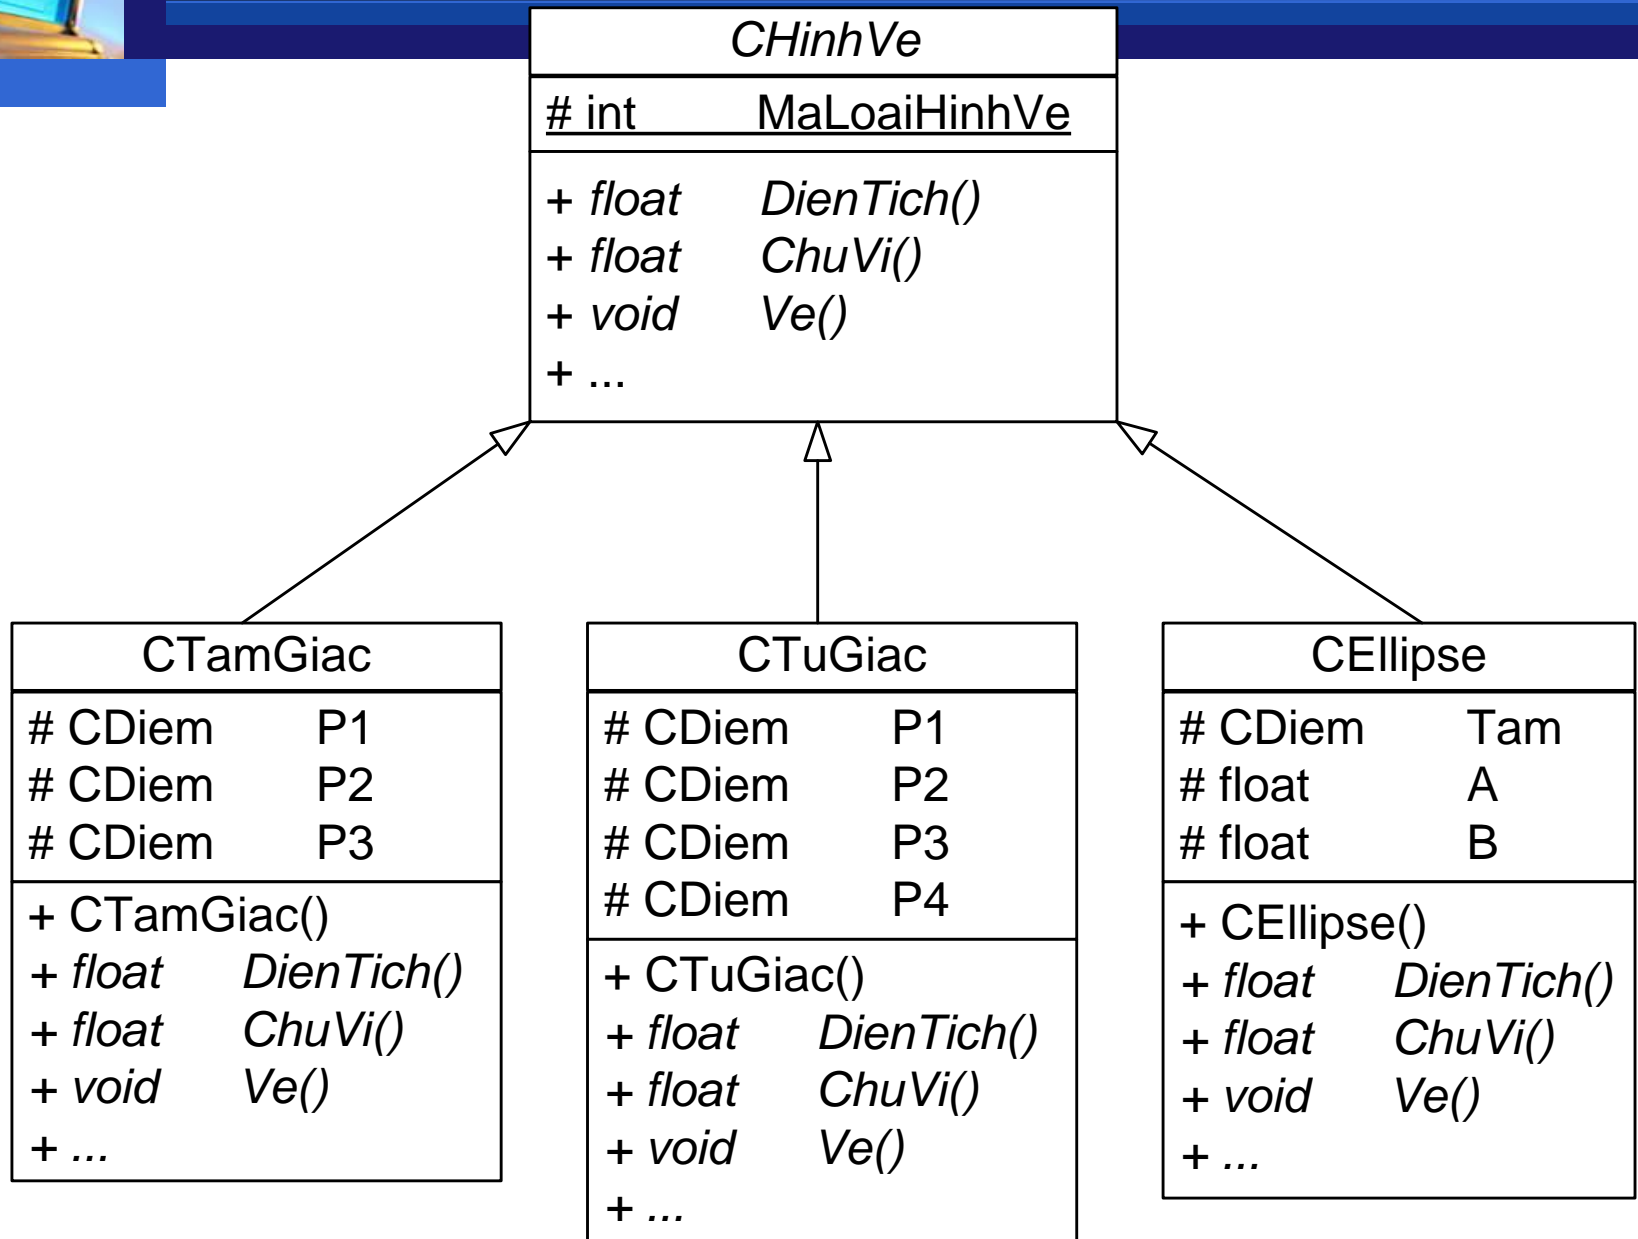 CHinhVe
# int MaLoaiHinhVe
+ float DienTich()
+ float ChuVi()
+ void Ve()
+ ...
CTamGiac
# CDiem P1
# CDiem P2
# CDiem P3
+ CTamGiac()
+ float DienTich()
+ float ChuVi()
+ void Ve()
+ ...
CTuGiac
# CDiem P1
# CDiem P2
# CDiem P3
# CDiem P4
+ CTuGiac()
+ float DienTich()
+ float ChuVi()
+ void Ve()
+ ...
CEllipse
# CDiem Tam
# float A
# float B
+ CEllipse()
+ float DienTich()
+ float ChuVi()
+ void Ve()
+ ...